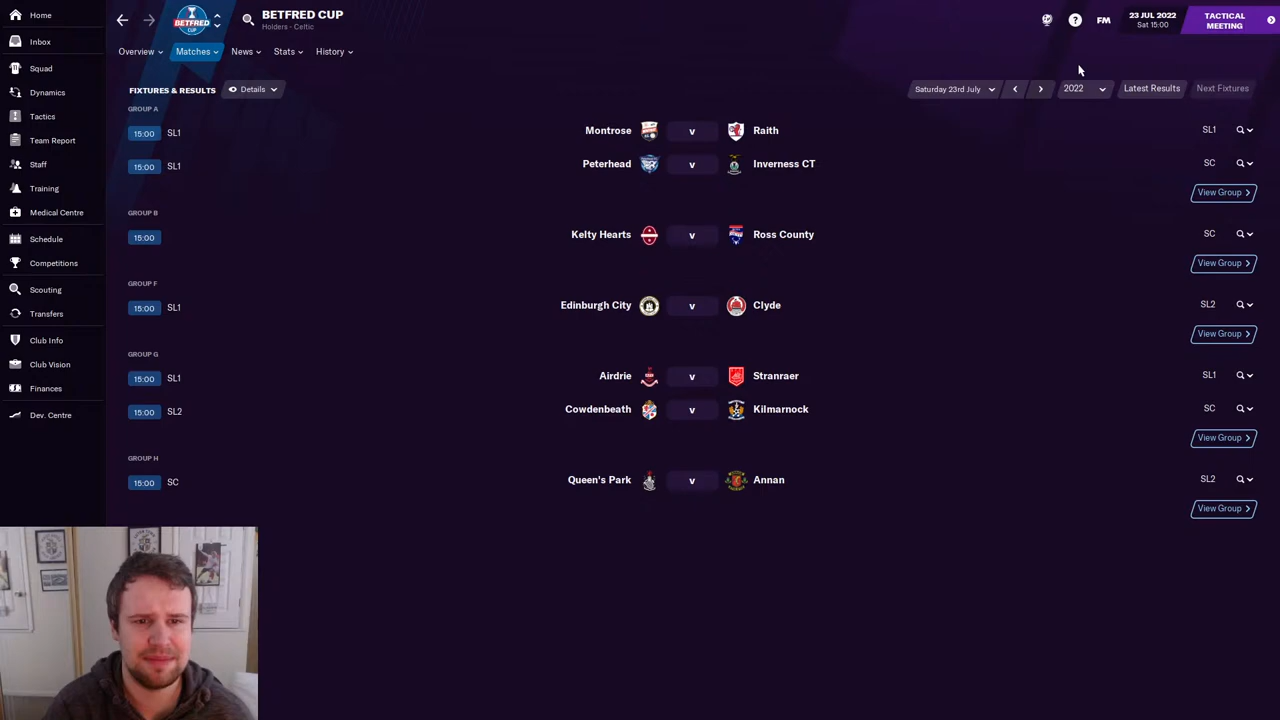 Home
Inbox
Squad
Dynamics
Tactics
Team Report
Staff
Training
Medical Centre
Schedule
Competitions
Scouting
Transfers
Club Info
Club Vision
Finances
Dev. Centre
BETFRED CUP
BETFRED CUP
Holders - Celtic
FM
23 JUL 2022
Sat 15:00
TACTICAL MEETING
Overview Matches News Stats History
FIXTURES & RESULTS Details
Saturday 23rd July 2022 Latest Results Next Fixtures
GROUP A
15:00 SL1 Montrose v Raith SL1
15:00 SL1 Peterhead v Inverness CT SC
View Group
GROUP B
15:00 Kelty Hearts v Ross County SC
View Group
GROUP F
15:00 SL1 Edinburgh City v Clyde SL2
View Group
GROUP G
15:00 SL1 Airdrie v Stranraer SL1
15:00 SL2 Cowdenbeath v Kilmarnock SC
View Group
GROUP H
15:00 SC Queen's Park v Annan SL2
View Group